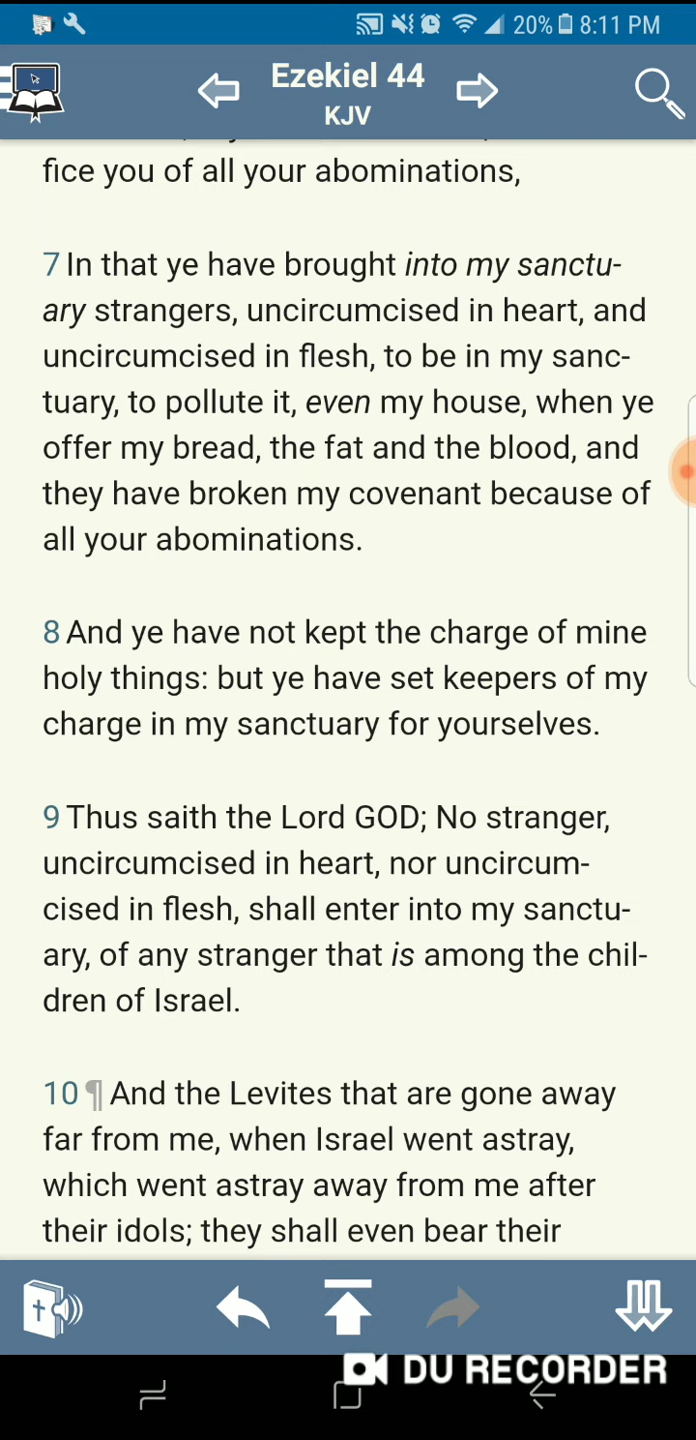 20% 8:11 PM
Ezekiel 44
KJV
fice you of all your abominations,
7 In that ye have brought into my sanctu-
ary strangers, uncircumcised in heart, and
uncircumcised in flesh, to be in my sanc-
tuary, to pollute it, even my house, when ye
offer my bread, the fat and the blood, and
they have broken my covenant because of
all your abominations.
8 And ye have not kept the charge of mine
holy things: but ye have set keepers of my
charge in my sanctuary for yourselves.
9 Thus saith the Lord GOD; No stranger,
uncircumcised in heart, nor uncircum-
cised in flesh, shall enter into my sanctu-
ary, of any stranger that is among the chil-
dren of Israel.
10 ¶ And the Levites that are gone away
far from me, when Israel went astray,
which went astray away from me after
their idols; they shall even bear their
DU RECORDER